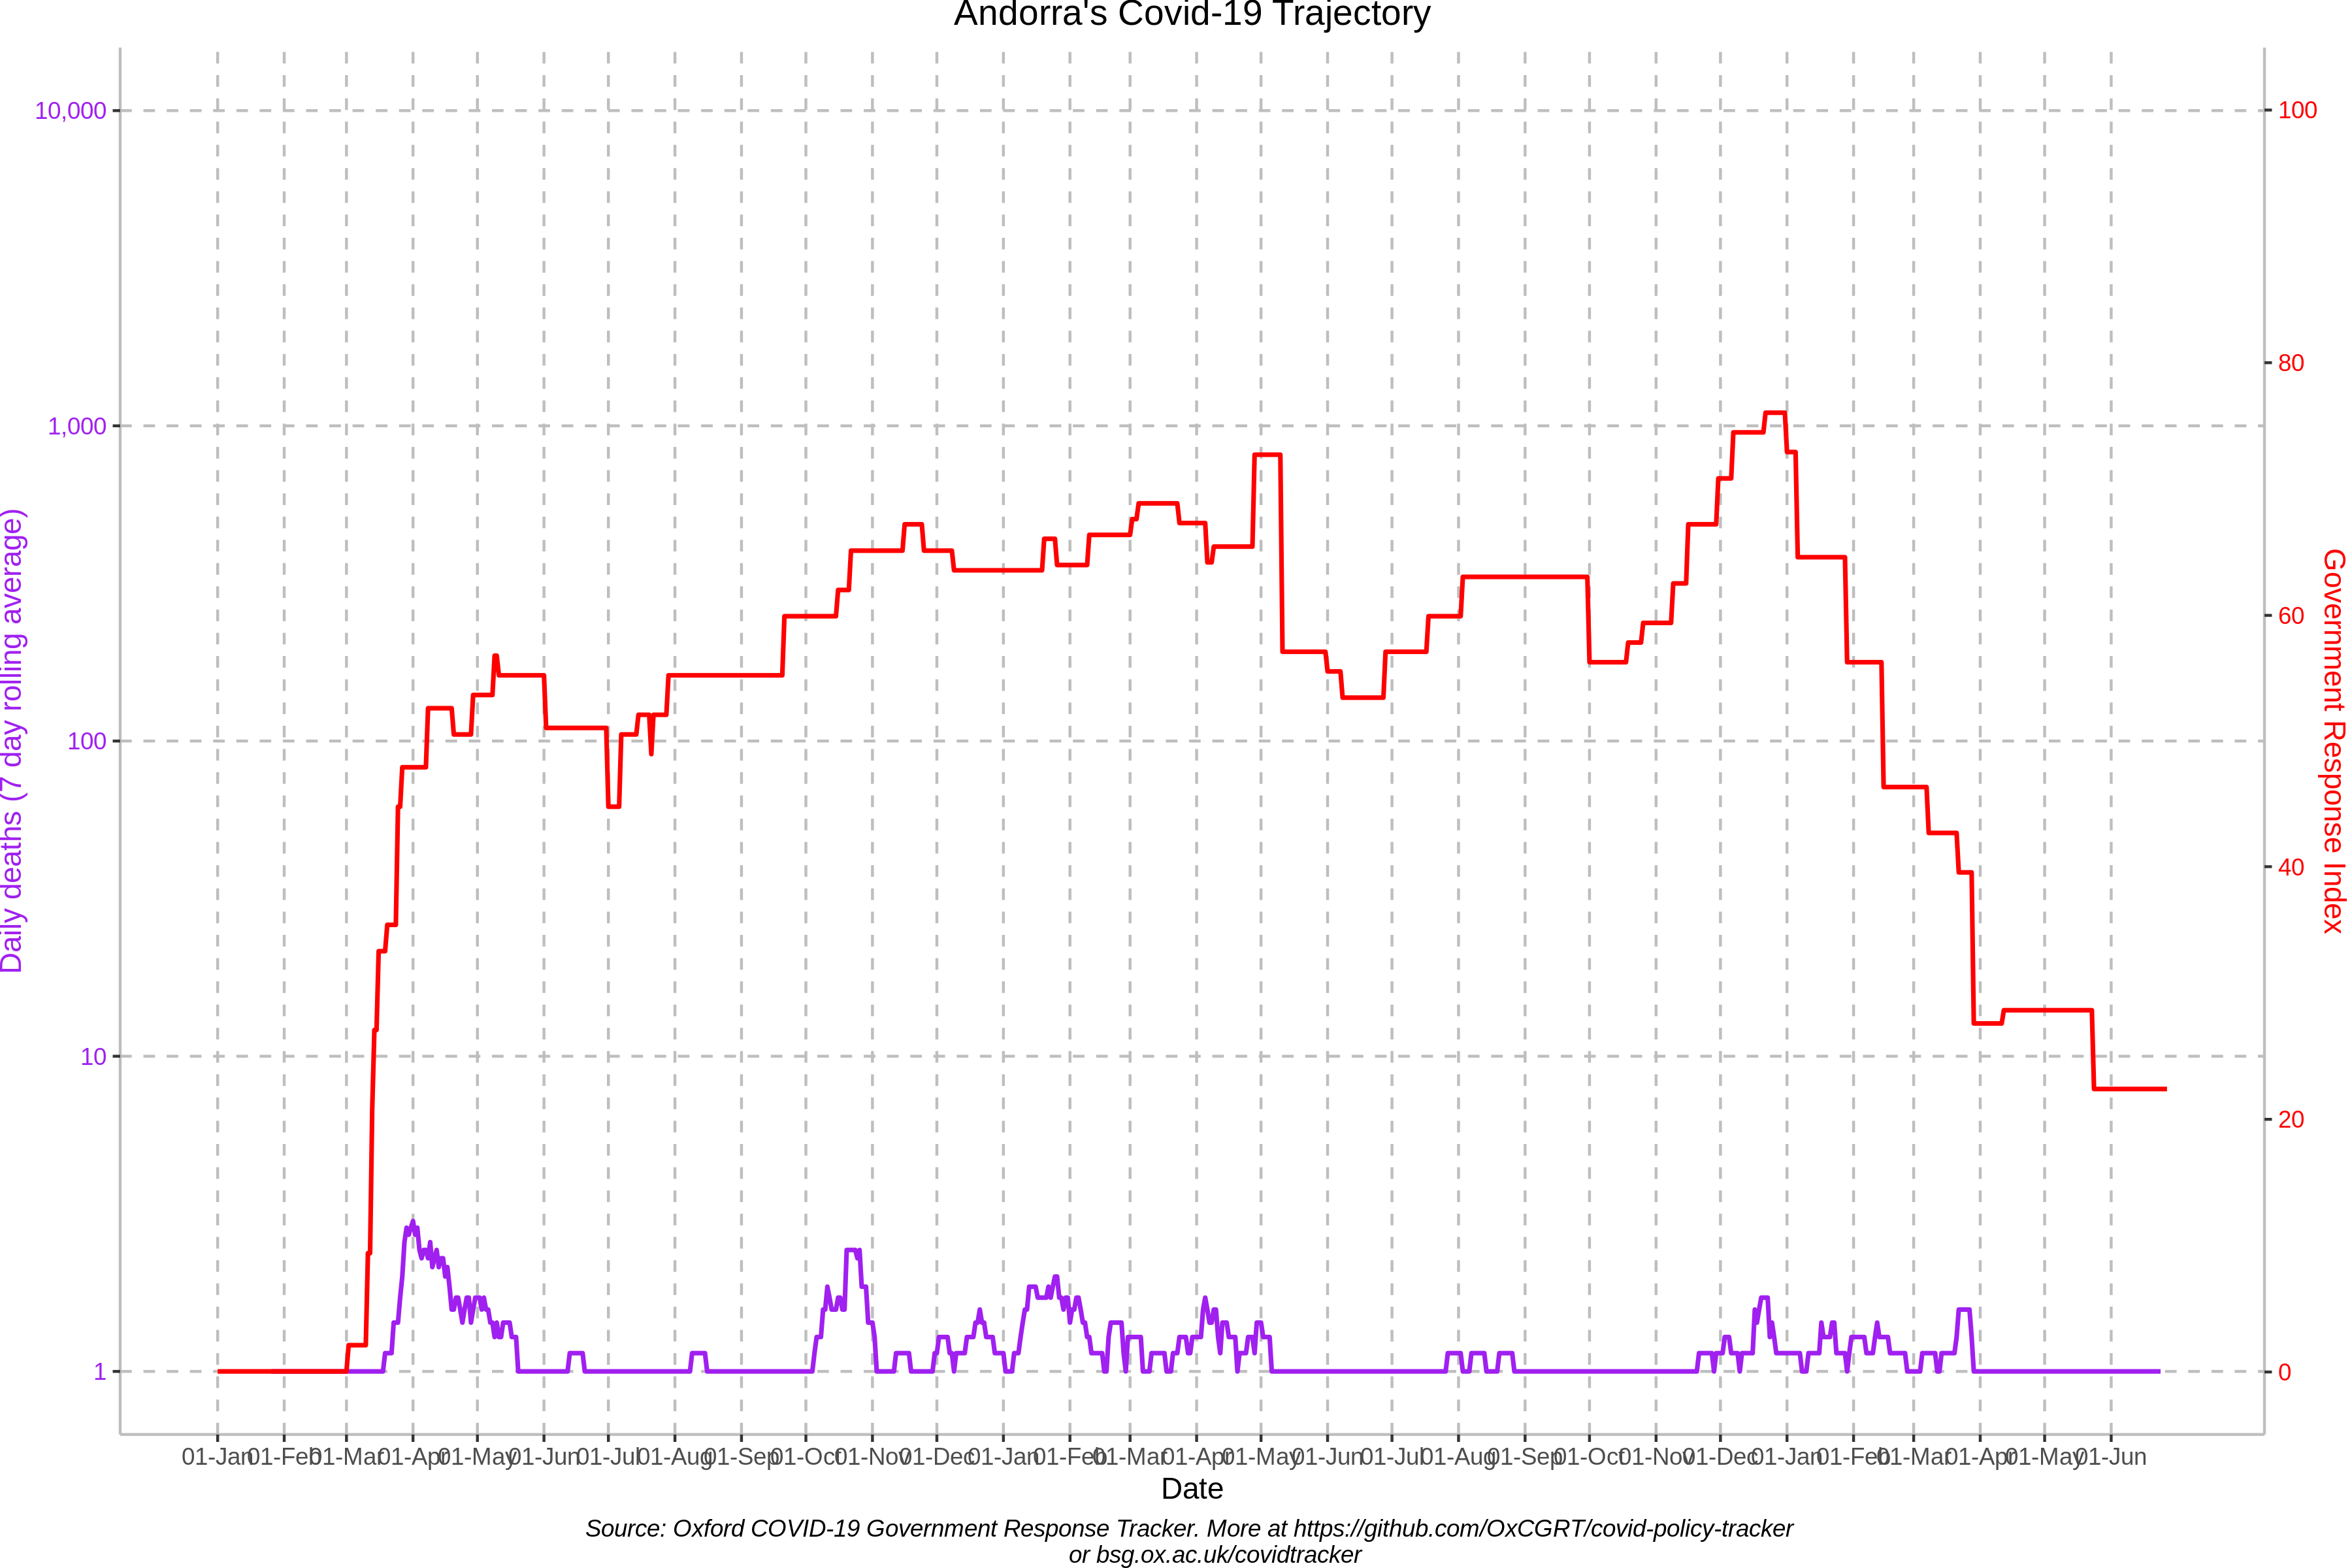 Andorra's Covid-19 Trajectory
10,000
1,000
100
10
1
Daily deaths (7 day rolling average)
100
80
60
40
20
0
Government Response Index
01-Jan 01-Feb 01-Mar 01-Apr 01-May 01-Jun 01-Jul 01-Aug 01-Sep 01-Oct 01-Nov 01-Dec 01-Jan 01-Feb 01-Mar 01-Apr 01-May 01-Jun 01-Jul 01-Aug 01-Sep 01-Oct 01-Nov 01-Dec 01-Jan 01-Feb 01-Mar 01-Apr 01-May 01-Jun
Date
Source: Oxford COVID-19 Government Response Tracker. More at https://github.com/OxCGRT/covid-policy-tracker
or bsg.ox.ac.uk/covidtracker